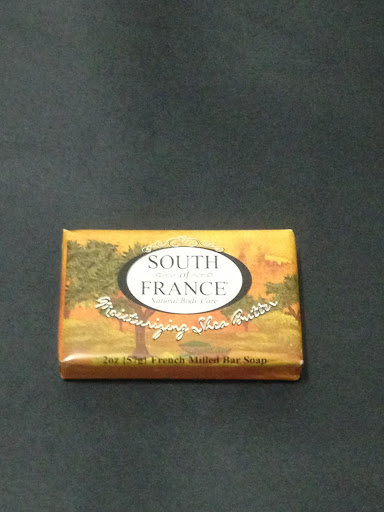 SOUTH
of
FRANCE
Natural Body Care
Moisturizing Shea Butter
2oz (57g) French Milled Bar Soap